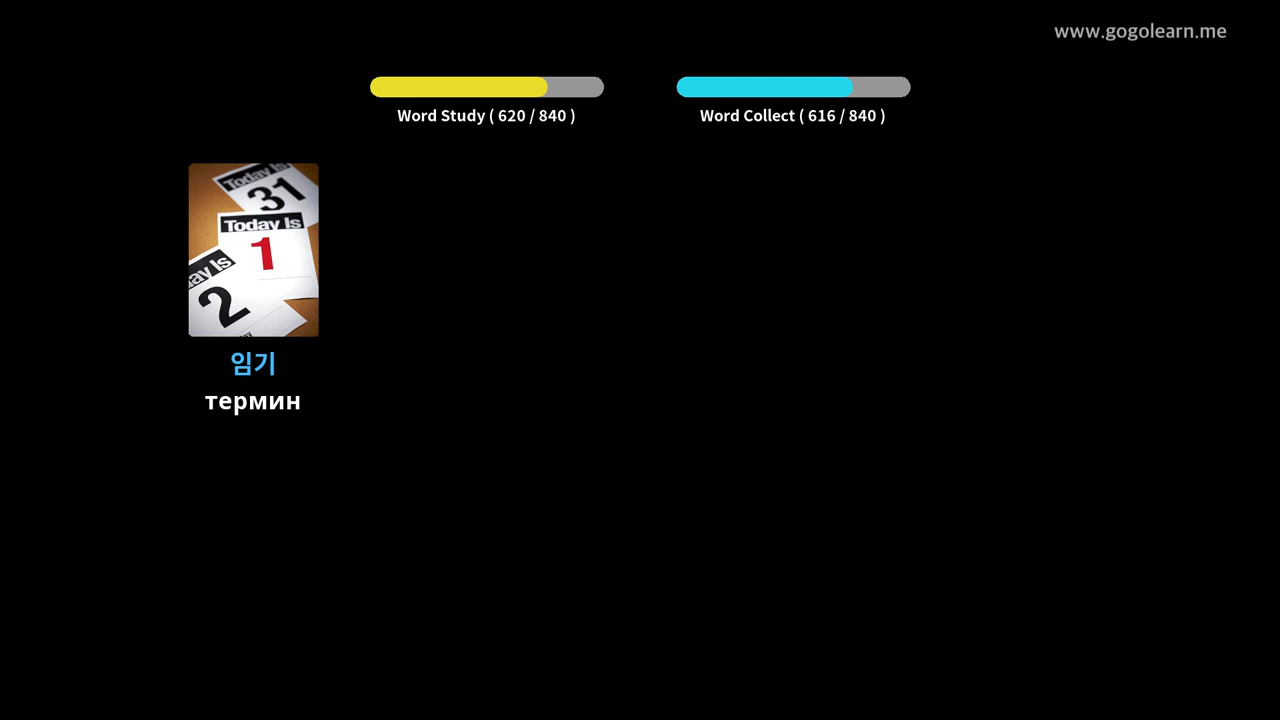 www.gogolearn.me
Word Study ( 620 / 840 )
Word Collect ( 616 / 840 )
Today Is
31
Today Is
1
ay Is
2
임기
термин